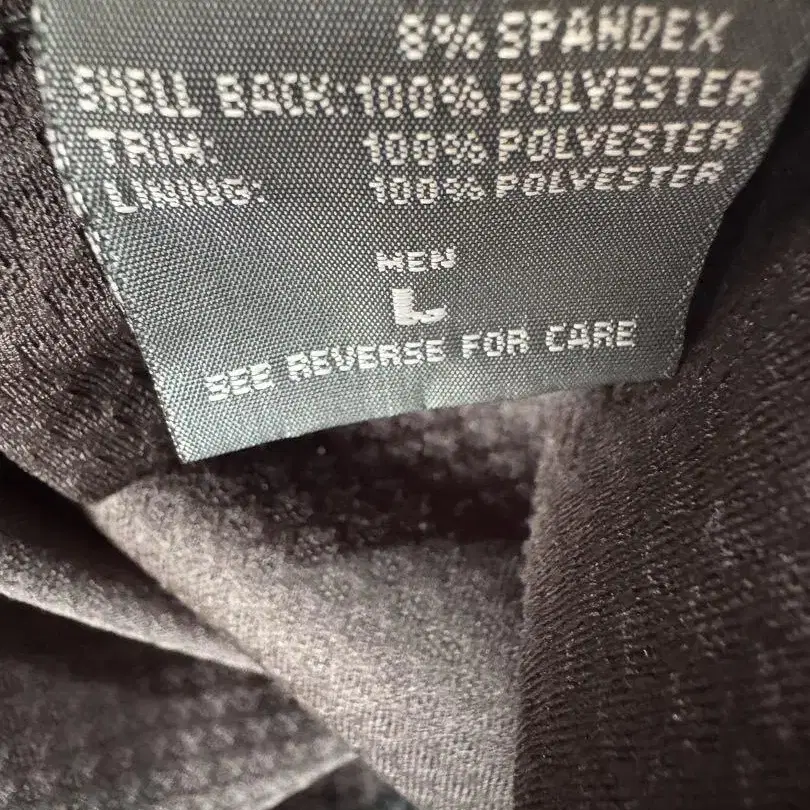 8% SPANDEX
SHELL BACK: 100% POLYESTER
TRIM: 100% POLYESTER
LINING: 100% POLYESTER
MEN
L
SEE REVERSE FOR CARE